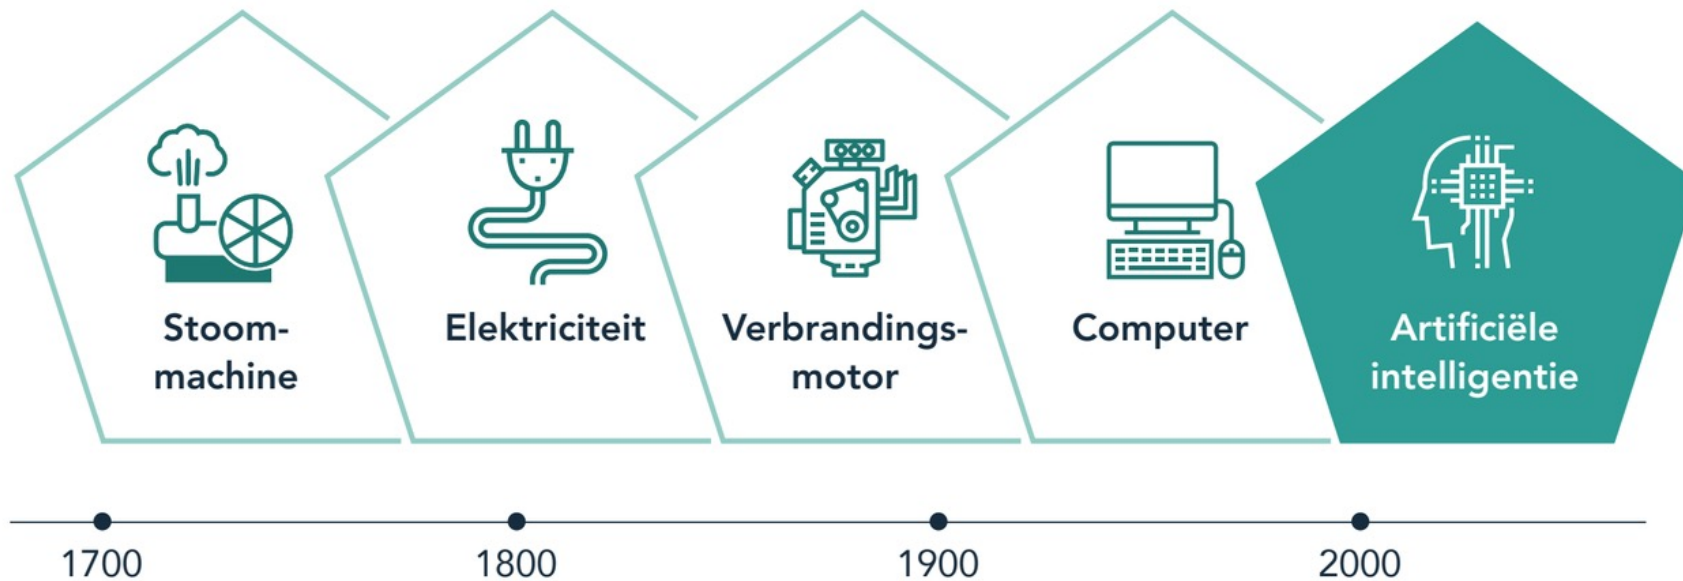 Stoom-
machine
Elektriciteit
Verbrandings-
motor
Computer
Artificiële
intelligentie
1700
1800
1900
2000